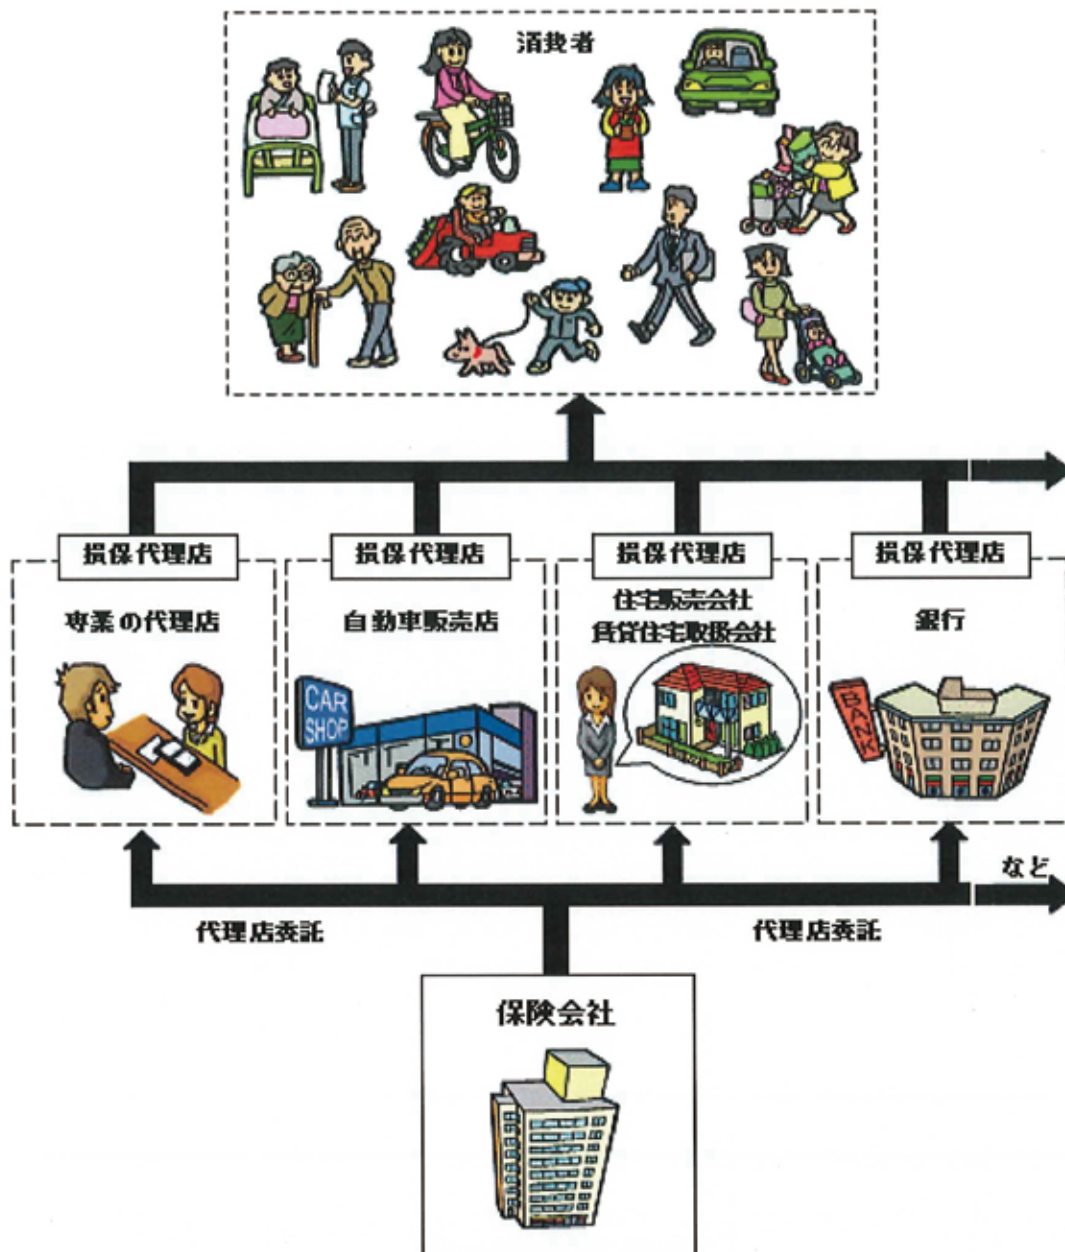 消費者
損保代理店
専業の代理店
損保代理店
自動車販売店
CAR
SHOP
損保代理店
住宅販売会社
賃貸住宅取扱会社
損保代理店
銀行
BANK
など
代理店委託
代理店委託
保険会社